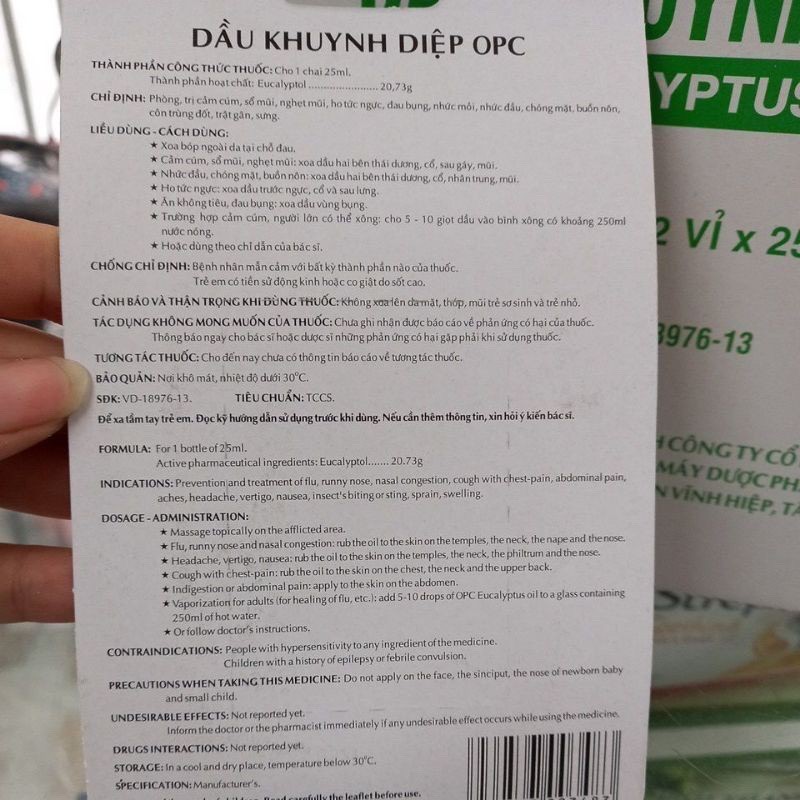 DẦU KHUYNH DIỆP OPC
THÀNH PHẦN CÔNG THỨC THUỐC: Cho 1 chai 25ml.
Thành phần hoạt chất: Eucalyptol ........................ 20,73g
CHỈ ĐỊNH: Phòng, trị cảm cúm, sổ mũi, nghẹt mũi, ho tức ngực, đau bụng, nhức mỏi, nhức đầu, chóng mặt, buồn nôn,
côn trùng đốt, trặt gân, sưng.
LIỀU DÙNG - CÁCH DÙNG:
★ Xoa bóp ngoài da tại chỗ đau.
★ Cảm cúm, sổ mũi, nghẹt mũi: xoa dầu hai bên thái dương, cổ, sau gáy, mũi.
★ Nhức đầu, chóng mặt, buồn nôn: xoa dầu hai bên thái dương, cổ, nhân trung, mũi.
★ Ho tức ngực: xoa dầu trước ngực, cổ và sau lưng.
★ Ăn không tiêu, đau bụng: xoa dầu vùng bụng.
★ Trường hợp cảm cúm, người lớn có thể xông: cho 5 - 10 giọt dầu vào bình xông có khoảng 250ml
nước nóng.
★ Hoặc dùng theo chỉ dẫn của bác sĩ.
CHỐNG CHỈ ĐỊNH: Bệnh nhân mẫn cảm với bất kỳ thành phần nào của thuốc.
Trẻ em có tiền sử động kinh hoặc co giật do sốt cao.
CẢNH BÁO VÀ THẬN TRỌNG KHI DÙNG THUỐC: Không xoa lên da mặt, thóp, mũi trẻ sơ sinh và trẻ nhỏ.
TÁC DỤNG KHÔNG MONG MUỐN CỦA THUỐC: Chưa ghi nhận được báo cáo về phản ứng có hại của thuốc.
Thông báo ngay cho bác sĩ hoặc dược sĩ những phản ứng có hại gặp phải khi sử dụng thuốc.
TƯƠNG TÁC THUỐC: Cho đến nay chưa có thông tin báo cáo về tương tác thuốc.
BẢO QUẢN: Nơi khô mát, nhiệt độ dưới 30°C.
SĐK: VD-18976-13. TIÊU CHUẨN: TCCS.
Để xa tầm tay trẻ em. Đọc kỹ hướng dẫn sử dụng trước khi dùng. Nếu cần thêm thông tin, xin hỏi ý kiến bác sĩ.
FORMULA: For 1 bottle of 25ml.
Active pharmaceutical ingredients: Eucalyptol....... 20.73g
INDICATIONS: Prevention and treatment of flu, runny nose, nasal congestion, cough with chest-pain, abdominal pain,
aches, headache, vertigo, nausea, insect's biting or sting, sprain, swelling.
DOSAGE - ADMINISTRATION:
★ Massage topically on the afflicted area.
★ Flu, runny nose and nasal congestion: rub the oil to the skin on the temples, the neck, the nape and the nose.
★ Headache, vertigo, nausea: rub the oil to the skin on the temples, the neck, the philtrum and the nose.
★ Cough with chest-pain: rub the oil to the skin on the chest, the neck and the upper back.
★ Indigestion or abdominal pain: apply to the skin on the abdomen.
★ Vaporization for adults (for healing of flu, etc.): add 5-10 drops of OPC Eucalyptus oil to a glass containing
250ml of hot water.
★ Or follow doctor's instructions.
CONTRAINDICATIONS: People with hypersensitivity to any ingredient of the medicine.
Children with a history of epilepsy or febrile convulsion.
PRECAUTIONS WHEN TAKING THIS MEDICINE: Do not apply on the face, the sinciput, the nose of newborn baby
and small child.
UNDESIRABLE EFFECTS: Not reported yet.
Inform the doctor or the pharmacist immediately if any undesirable effect occurs while using the medicine.
DRUGS INTERACTIONS: Not reported yet.
STORAGE: In a cool and dry place, temperature below 30°C.
SPECIFICATION: Manufacturer's.
children. Read carefully the leaflet before use.
UYN
YPTUS
2 VỈ x 25
8976-13
H CÔNG TY CỔ
MÁY DƯỢC PH
N VĨNH HIỆP, TÂ